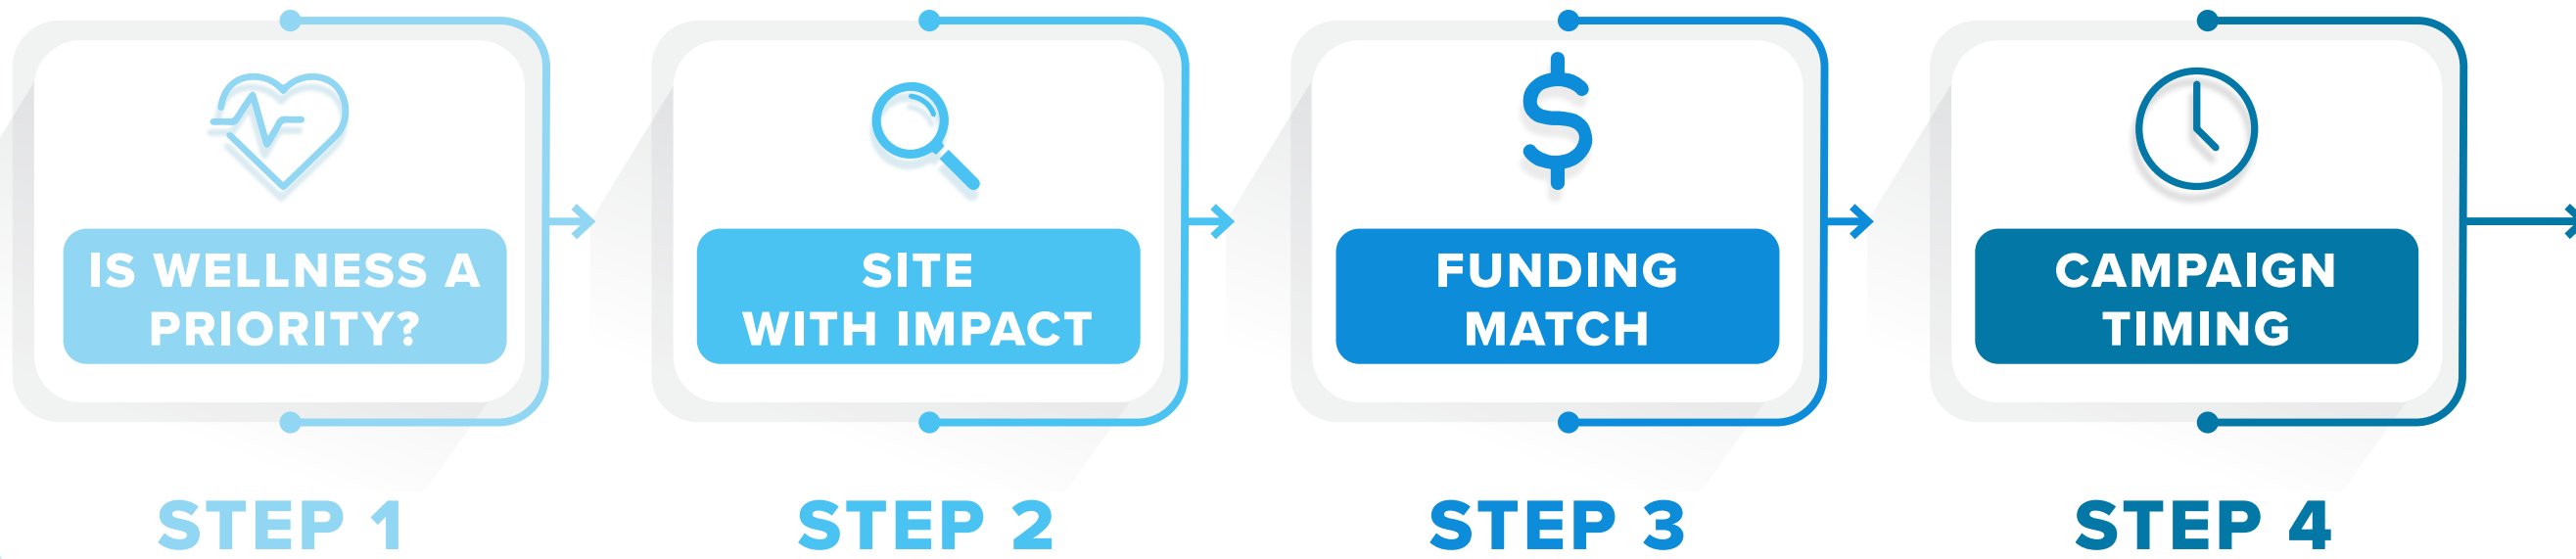 IS WELLNESS A
PRIORITY?
STEP 1
SITE
WITH IMPACT
STEP 2
FUNDING
MATCH
STEP 3
CAMPAIGN
TIMING
STEP 4